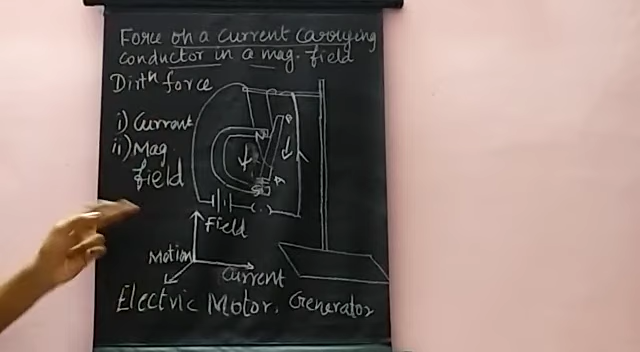 Force on a current carrying
conductor in a mag. field
Dirtⁿ force
i) Current
ii) Mag
field
N
B
A
S
Field
Motion
Current
Electric Motor, Generator